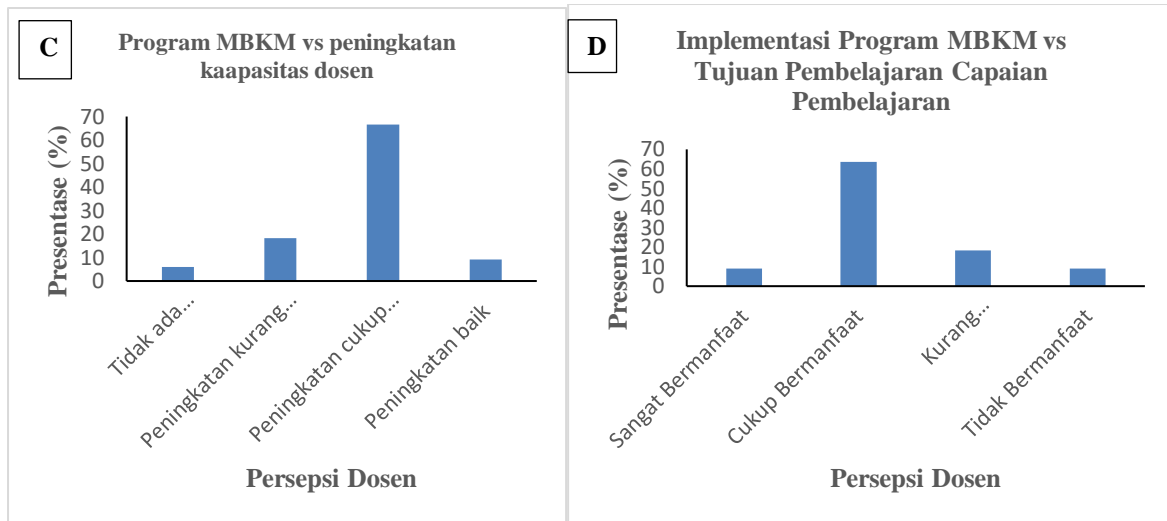 C
Program MBKM vs peningkatan
kaapasitas dosen
Presentase (%)
70
60
50
40
30
20
10
0
Tidak ada...
Peningkatan kurang...
Peningkatan cukup...
Peningkatan baik
Persepsi Dosen
D
Implementasi Program MBKM vs
Tujuan Pembelajaran Capaian
Pembelajaran
Presentase (%)
70
60
50
40
30
20
10
0
Sangat Bermanfaat
Cukup Bermanfaat
Kurang...
Tidak Bermanfaat
Persepsi Dosen